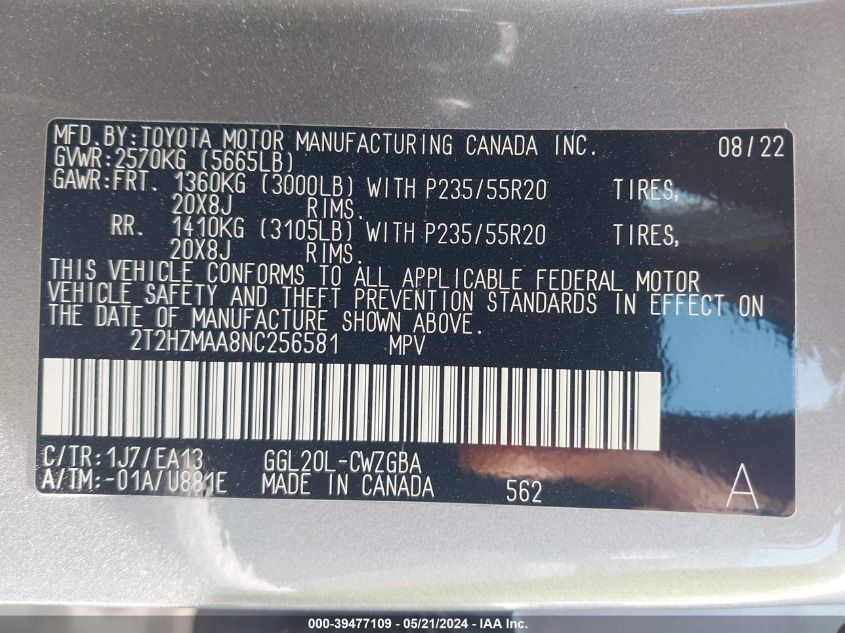 MFD.BY:TOYOTA MOTOR MANUFACTURING CANADA INC. 08/22
GVWR:2570KG (5665LB)
GAWR:FRT. 1360KG (3000LB) WITH P235/55R20 TIRES,
20X8J RIMS.
RR. 1410KG (3105LB) WITH P235/55R20 TIRES,
20X8J RIMS.
THIS VEHICLE CONFORMS TO ALL APPLICABLE FEDERAL MOTOR
VEHICLE SAFETY AND THEFT PREVENTION STANDARDS IN EFFECT ON
THE DATE OF MANUFACTURE SHOWN ABOVE.
2T2HZMAA8NC256581 MPV
C/TR:1J7/EA13 GGL20L-CWZGBA
A/TM:-01A/U881E MADE IN CANADA 562 A
000-39477109 - 05/21/2024 - IAA Inc.